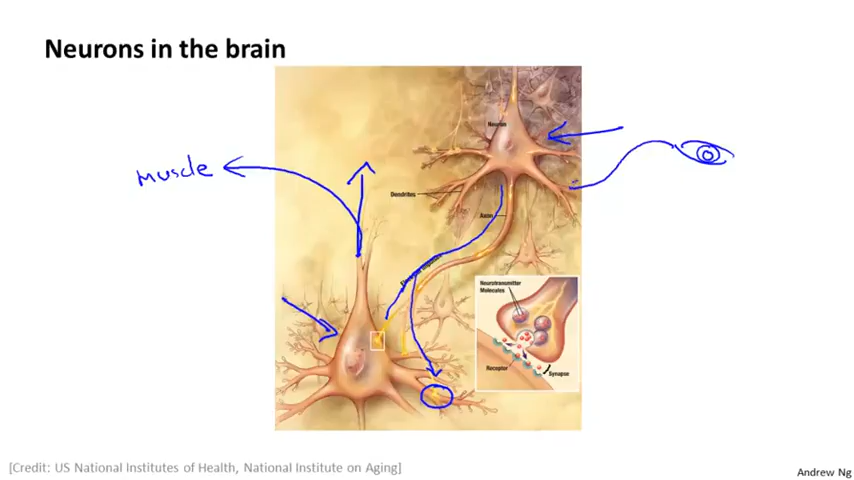 Neurons in the brain
Neuron
muscle
Dendrites
Axon
Neurotransmitter
Molecules
Receptor
Synapse
[Credit: US National Institutes of Health, National Institute on Aging]
Andrew Ng